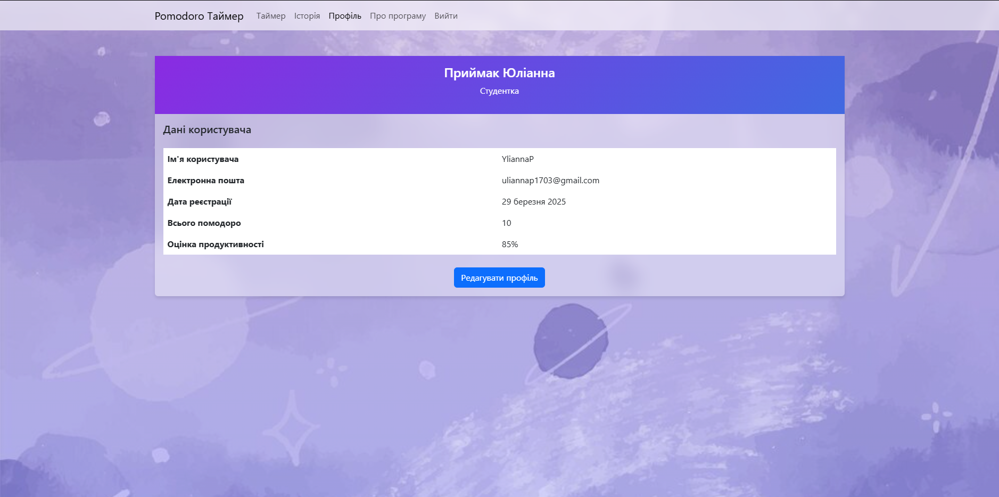 Pomodoro Таймер Таймер Історія Профіль Про програму Вийти
Приймак Юліанна
Студентка
Дані користувача
Ім'я користувача YliannaP
Електронна пошта uliannap1703@gmail.com
Дата реєстрації 29 березня 2025
Всього помодоро 10
Оцінка продуктивності 85%
Редагувати профіль